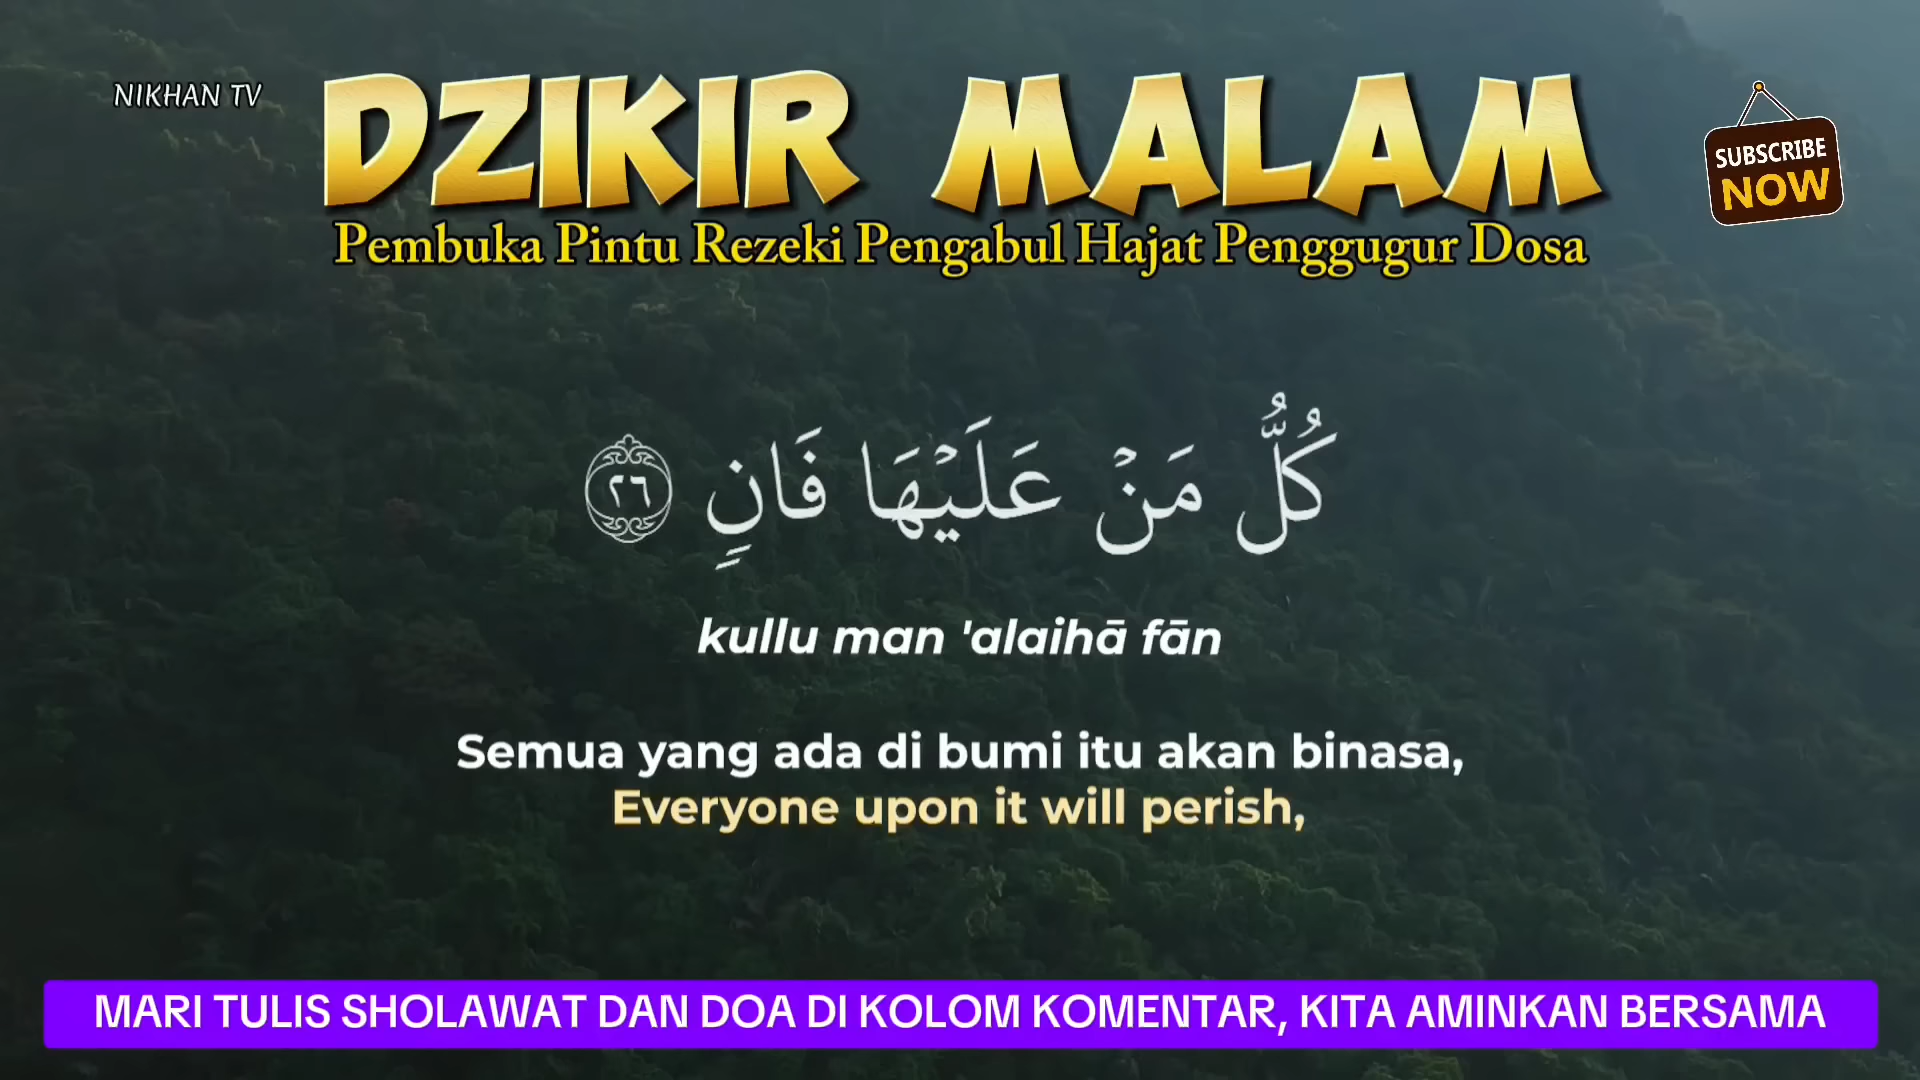 NIKHAN TV
DZIKIR MALAM
SUBSCRIBE
NOW
Pembuka Pintu Rezeki Pengabul Hajat Penggugur Dosa
كُلُّ مَنْ عَلَيْهَا فَانٍ ٢٦
kullu man 'alaihā fān
Semua yang ada di bumi itu akan binasa,
Everyone upon it will perish,
MARI TULIS SHOLAWAT DAN DOA DI KOLOM KOMENTAR, KITA AMINKAN BERSAMA